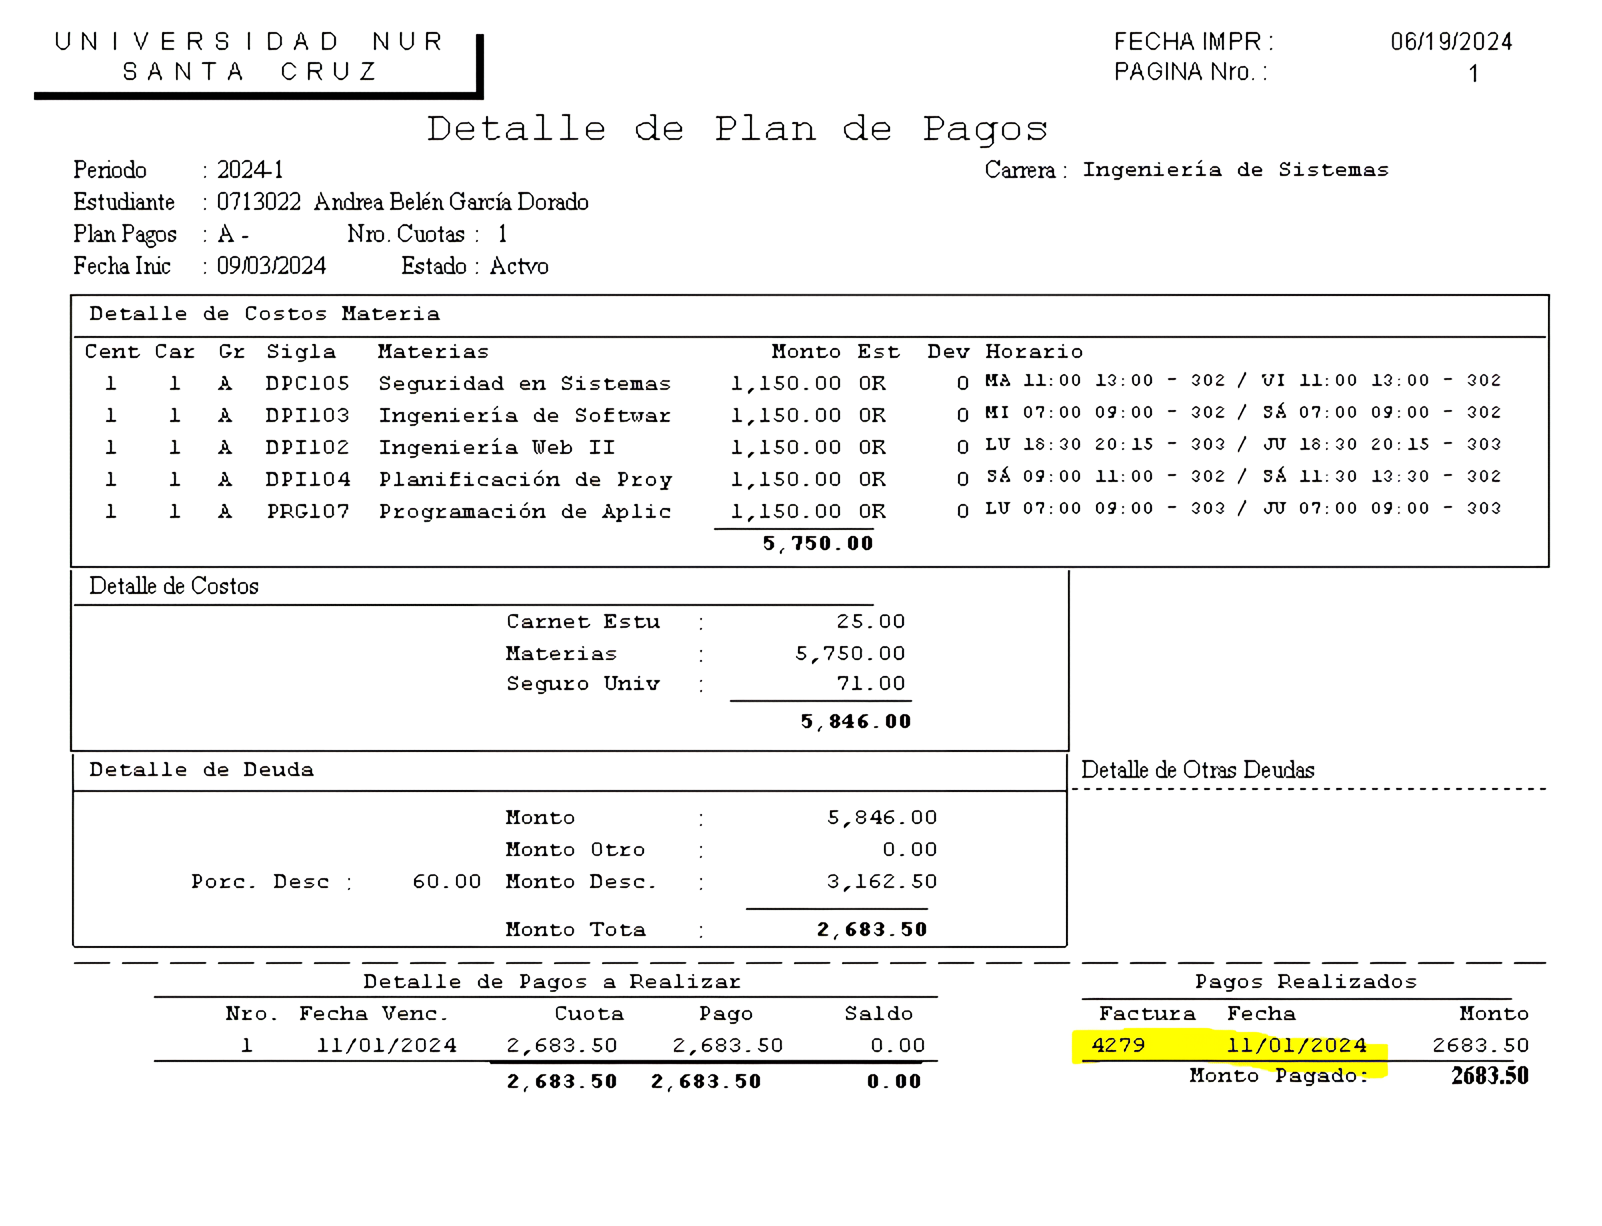 UNIVERSIDAD NUR
SANTA CRUZ
FECHA IMPR : 06/19/2024
PAGINA Nro. : 1
Detalle de Plan de Pagos
Periodo : 2024-1 Carrera : Ingeniería de Sistemas
Estudiante : 0713022 Andrea Belén García Dorado
Plan Pagos : A - Nro. Cuotas : 1
Fecha Inic : 09/03/2024 Estado : Actvo
Detalle de Costos Materia
Cent Car Gr Sigla Materias Monto Est Dev Horario
1 1 A DPC105 Seguridad en Sistemas 1,150.00 OR 0 MA 11:00 13:00 - 302 / VI 11:00 13:00 - 302
1 1 A DPI103 Ingeniería de Softwar 1,150.00 OR 0 MI 07:00 09:00 - 302 / SÁ 07:00 09:00 - 302
1 1 A DPI102 Ingeniería Web II 1,150.00 OR 0 LU 18:30 20:15 - 303 / JU 18:30 20:15 - 303
1 1 A DPI104 Planificación de Proy 1,150.00 OR 0 SÁ 09:00 11:00 - 302 / SÁ 11:30 13:30 - 302
1 1 A PRG107 Programación de Aplic 1,150.00 OR 0 LU 07:00 09:00 - 303 / JU 07:00 09:00 - 303
5,750.00
Detalle de Costos
Carnet Estu : 25.00
Materias : 5,750.00
Seguro Univ : 71.00
5,846.00
Detalle de Deuda Detalle de Otras Deudas
Monto : 5,846.00
Monto Otro : 0.00
Porc. Desc : 60.00 Monto Desc. : 3,162.50
Monto Tota : 2,683.50
Detalle de Pagos a Realizar Pagos Realizados
Nro. Fecha Venc. Cuota Pago Saldo Factura Fecha Monto
1 11/01/2024 2,683.50 2,683.50 0.00 4279 11/01/2024 2683.50
2,683.50 2,683.50 0.00 Monto Pagado: 2683.50